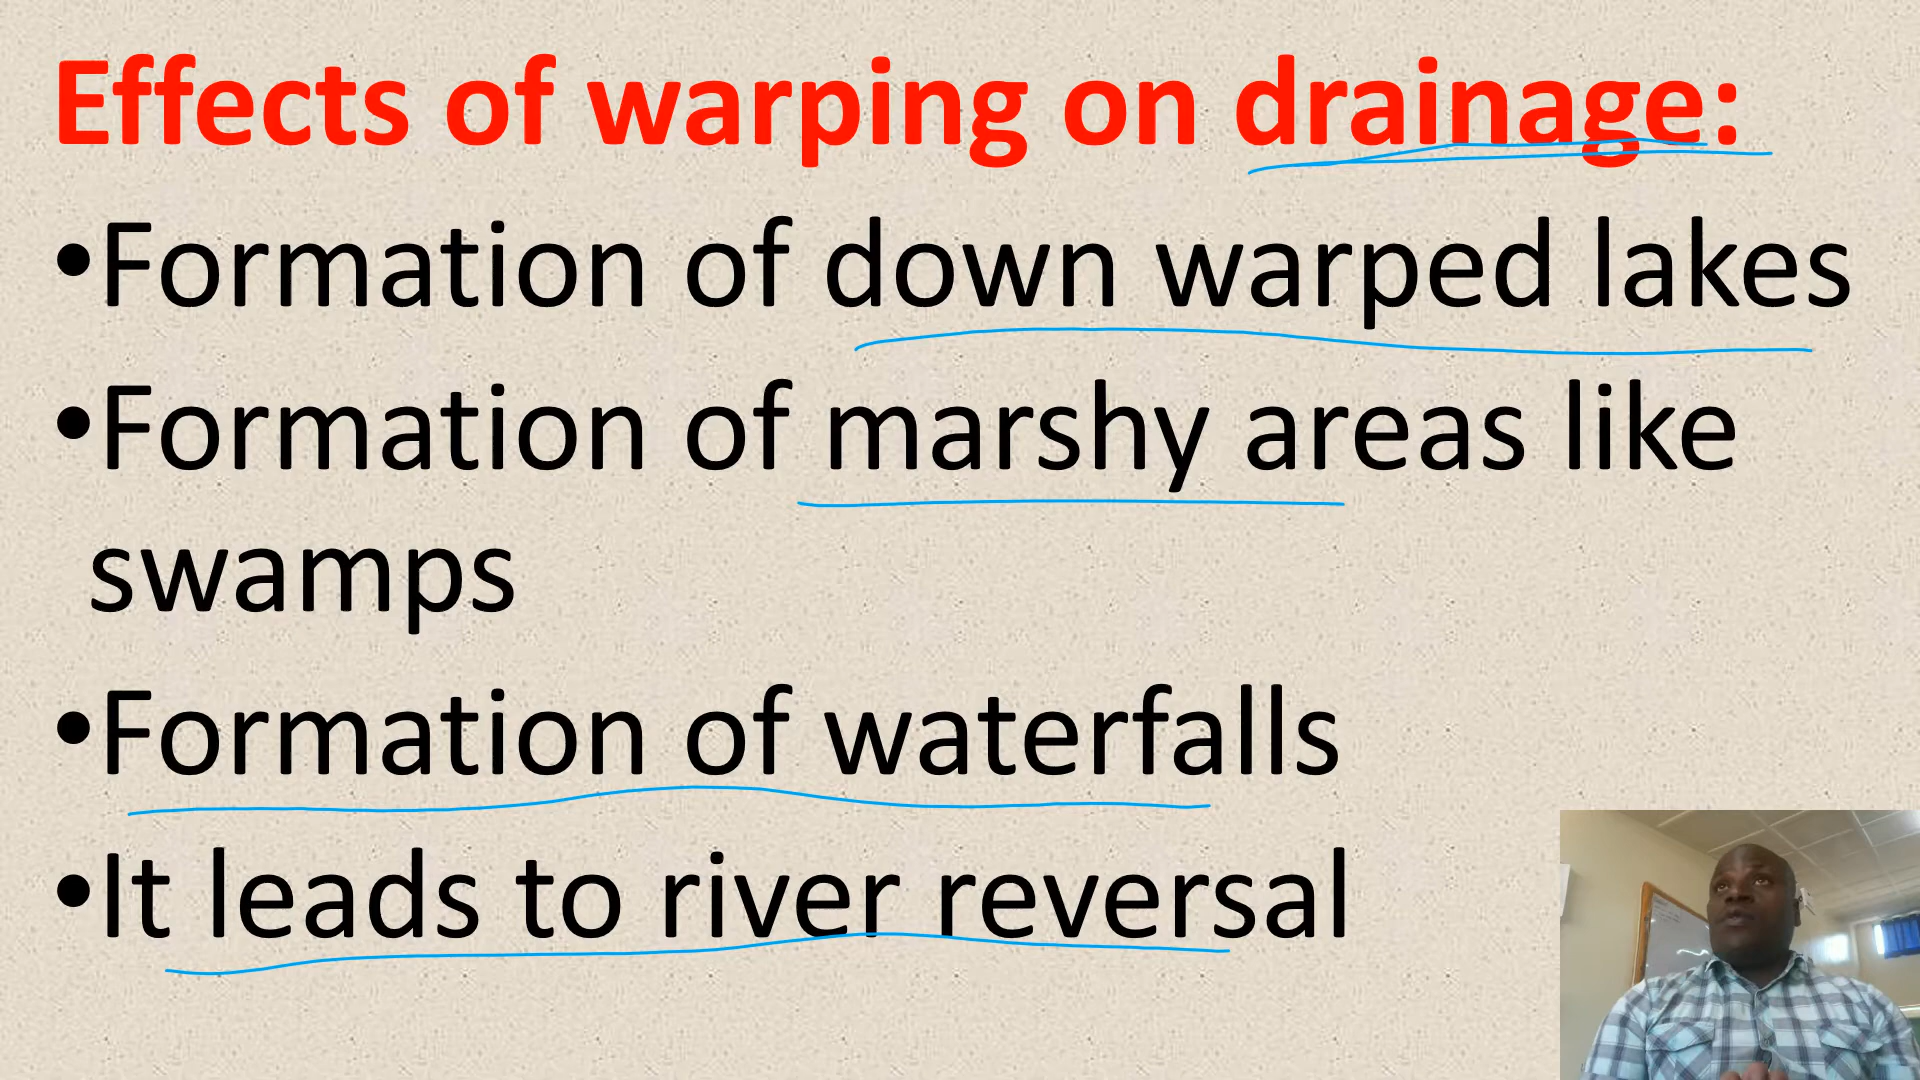 Effects of warping on drainage:
•Formation of down warped lakes
•Formation of marshy areas like
swamps
•Formation of waterfalls
•It leads to river reversal